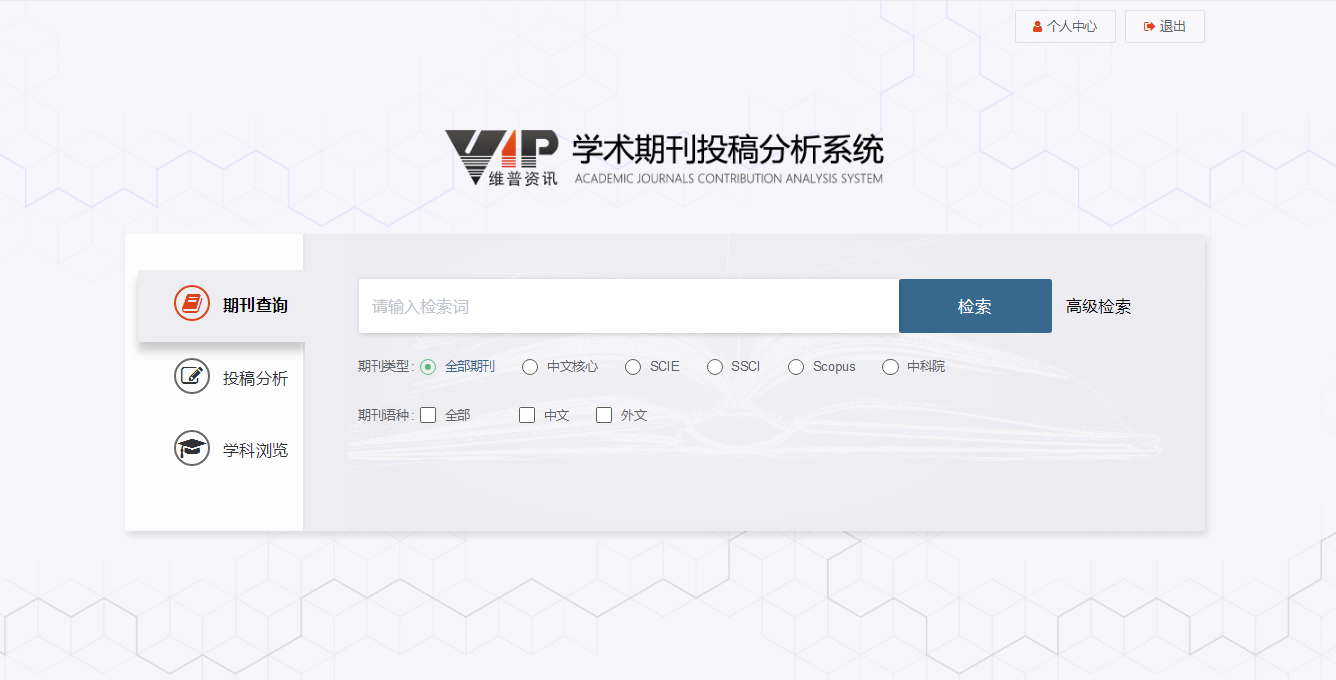 个人中心 退出
VIP 学术期刊投稿分析系统
维普资讯 ACADEMIC JOURNALS CONTRIBUTION ANALYSIS SYSTEM
期刊查询
投稿分析
学科浏览
请输入检索词 检索 高级检索
期刊类型: 全部期刊 中文核心 SCIE SSCI Scopus 中科院
期刊语种: 全部 中文 外文